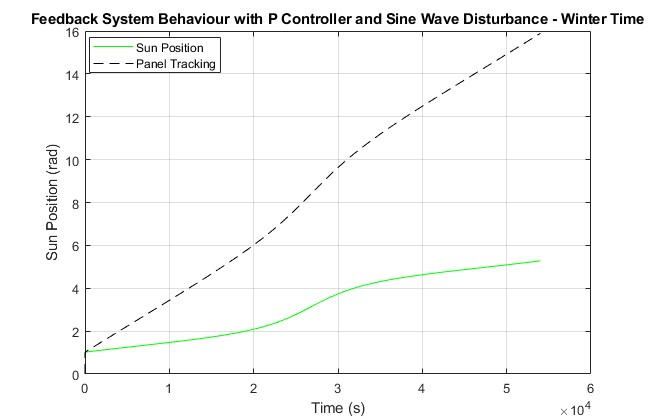 Feedback System Behaviour with P Controller and Sine Wave Disturbance - Winter Time
16
14
12
10
8
6
4
2
0
Sun Position (rad)
Sun Position
Panel Tracking
0 1 2 3 4 5 6
Time (s)
×10^4